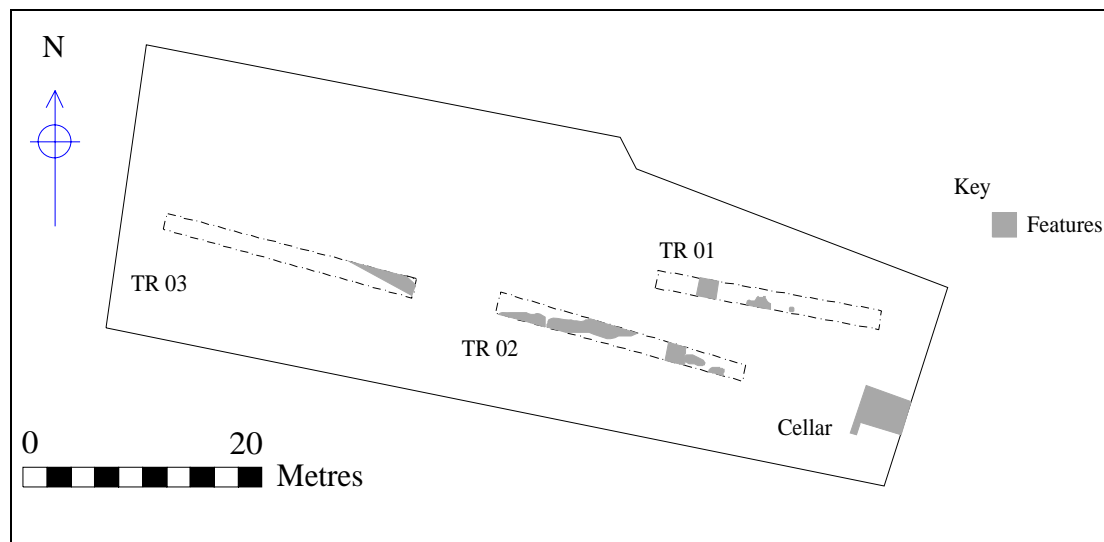 N
Key
Features
TR 01
TR 03
TR 02
Cellar
0 20
Metres